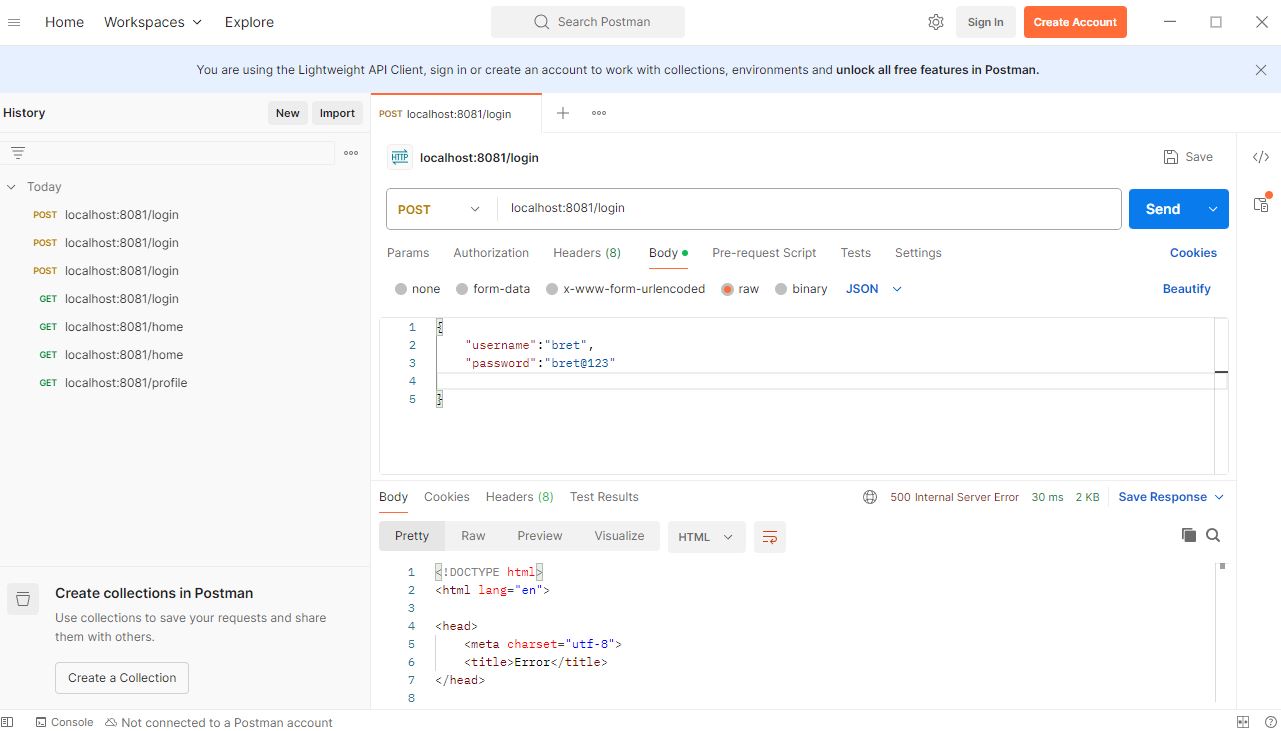 Home Workspaces Explore Search Postman Sign In Create Account
You are using the Lightweight API Client, sign in or create an account to work with collections, environments and unlock all free features in Postman.
History New Import
POST localhost:8081/login
HTTP localhost:8081/login Save
Today
POST localhost:8081/login
POST localhost:8081/login
POST localhost:8081/login
GET localhost:8081/login
GET localhost:8081/home
GET localhost:8081/home
GET localhost:8081/profile
POST localhost:8081/login Send
Params Authorization Headers (8) Body Pre-request Script Tests Settings Cookies
none form-data x-www-form-urlencoded raw binary JSON Beautify
1 {
2 "username":"bret",
3 "password":"bret@123"
4
5 }
Body Cookies Headers (8) Test Results 500 Internal Server Error 30 ms 2 KB Save Response
Pretty Raw Preview Visualize HTML
1 <!DOCTYPE html>
2 <html lang="en">
3
4 <head>
5 <meta charset="utf-8">
6 <title>Error</title>
7 </head>
8
Create collections in Postman
Use collections to save your requests and share
them with others.
Create a Collection
Console Not connected to a Postman account